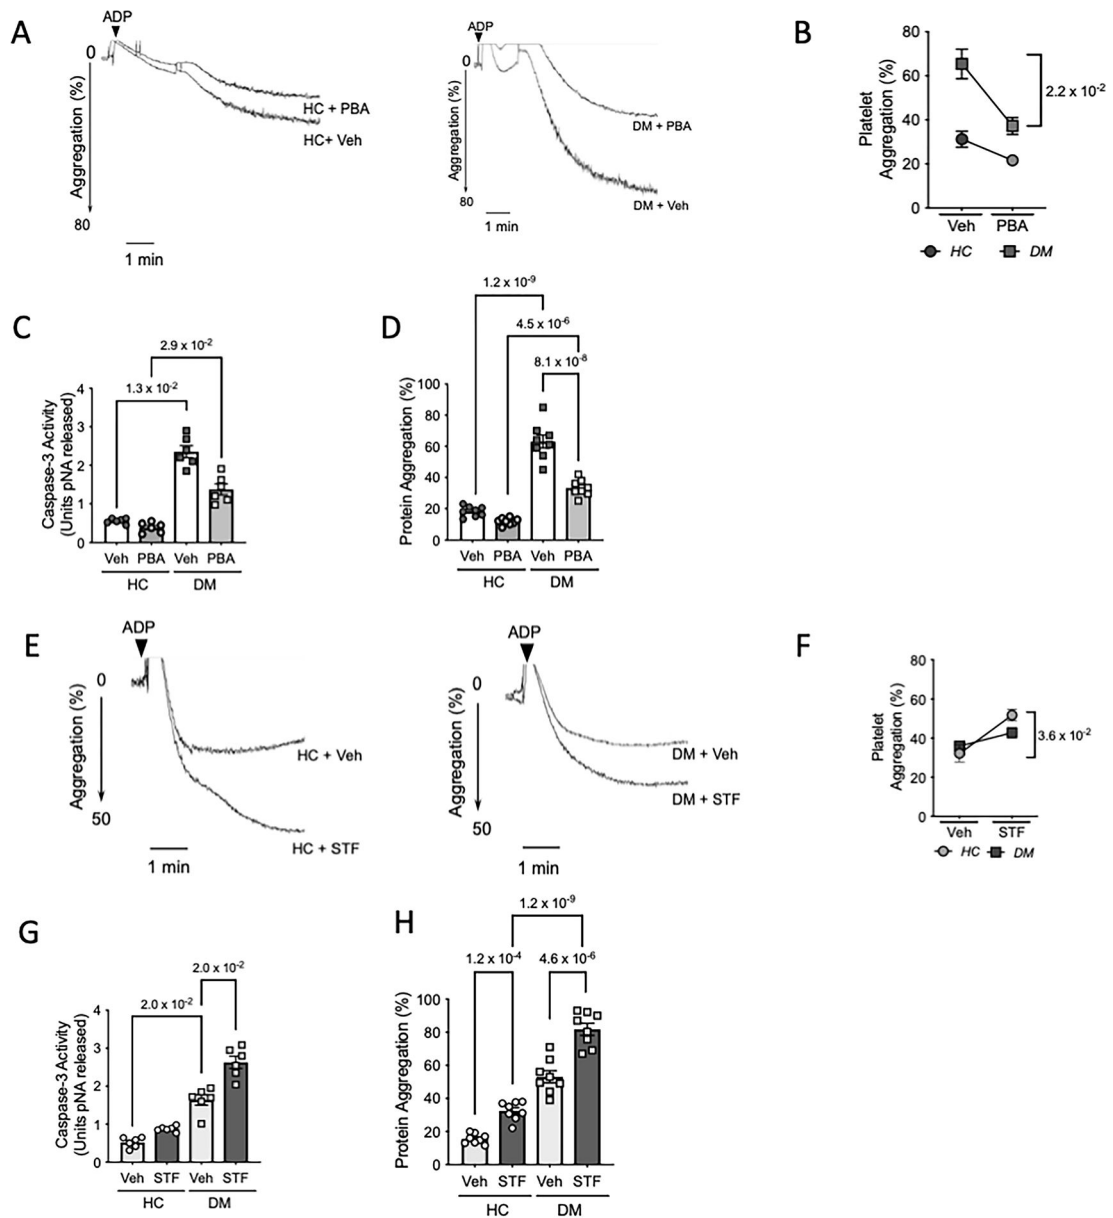 A
ADP
0
Aggregation (%)
80
1 min
HC + PBA
HC+ Veh
ADP
0
Aggregation (%)
80
1 min
DM + PBA
DM + Veh
B
Platelet
Aggregation (%)
80
60
40
20
0
2.2 x 10-2
Veh PBA
HC DM
C
2.9 x 10-2
1.3 x 10-2
Caspase-3 Activity
(Units pNA released)
4
3
2
1
0
Veh PBA Veh PBA
HC DM
D
1.2 x 10-9
4.5 x 10-6
8.1 x 10-8
Protein Aggregation (%)
100
80
60
40
20
0
Veh PBA Veh PBA
HC DM
E
ADP
0
Aggregation (%)
50
1 min
HC + Veh
HC + STF
ADP
0
Aggregation (%)
50
1 min
DM + Veh
DM + STF
F
Platelet
Aggregation (%)
80
60
40
20
0
3.6 x 10-2
Veh STF
HC DM
G
2.0 x 10-2
2.0 x 10-2
Caspase-3 Activity
(Units pNA released)
4
3
2
1
0
Veh STF Veh STF
HC DM
H
1.2 x 10-9
1.2 x 10-4 4.6 x 10-6
Protein Aggregation (%)
100
80
60
40
20
0
Veh STF Veh STF
HC DM